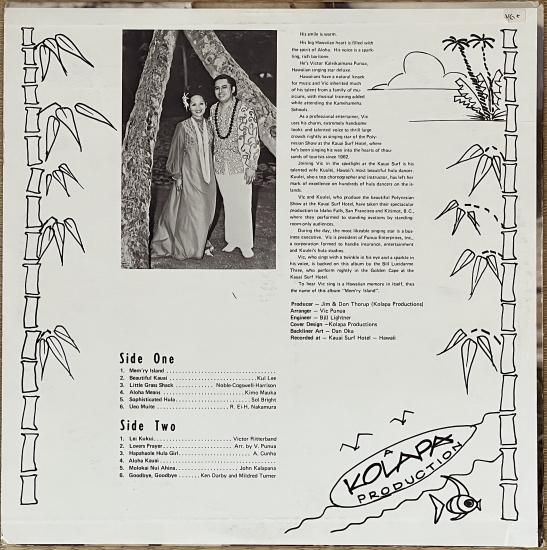 His smile is warm.
His big Hawaiian heart is filled with
the spirit of Aloha. His voice is a spark-
ling, rich baritone.
He's Victor Kaleikaimana Punua,
Hawaiian singing star deluxe.
Hawaiians have a natural knack
for music and Vic inherited much
of his talent from a family of mu-
sicians, with musical training added
while attending the Kamehameha
Schools.
As a professional entertainer, Vic
uses his charm, extremely handsome
looks and talented voice to thrill large
crowds nightly as singing star of the Poly-
nesian Show at the Kauai Surf Hotel, where
he's been singing his way into the hearts of thou-
sands of tourists since 1962.
Joining Vic in the spotlight at the Kauai Surf is his
talented wife Kuulei, Hawaii's most beautiful hula dancer.
Kuulei, also a top choreographer and instructor, has left her
mark of excellence on hundreds of hula dancers on the is-
lands.
Vic and Kuulei, who produce the beautiful Polynesian
Show at the Kauai Surf Hotel, have taken their spectacular
production to Idaho Falls, San Francisco and Kitimat, B.C.,
where they performed to standing ovations by standing-
room-only audiences.
During the day, the most likeable singing star is a bus-
iness executive. Vic is president of Punua Enterprises, Inc.,
a corporation formed to handle insurance, entertainment
and Kuulei's hula studios.
Vic, who sings with a twinkle in his eye and a sparkle in
his voice, is backed on this album by the Bill Lucidarme
Three, who perform nightly in the Golden Cape at the
Kauai Surf Hotel.
To hear Vic sing is a Hawaiian memory in itself, thus
the name of this album "Mem'ry Island".
Producer — Jim & Don Thorup (Kolapa Productions)
Arranger — Vic Punua
Engineer — Bill Lightner
Cover Design —Kolapa Productions
Backliner Art — Dan Oka
Recorded at — Kauai Surf Hotel — Hawaii
Side One
1. Mem'ry Island
2. Beautiful Kauai Kui Lee
3. Little Grass Shack Noble-Cogswell-Harrison
4. Aloha Means Kimo Mauka
5. Sophisticated Hula Sol Bright
6. Uao Muite R. Ei-H. Nakamura
Side Two
1. Lei Kukui Victor Ritterband
2. Lovers Prayer Arr. by V. Punua
3. Hapahaole Hula Girl A. Cunha
4. Aloha Kauai
5. Molokai Nui Ahina John Kalapana
6. Goodbye, Goodbye Ken Darby and Mildred Turner
A
KOLAPA
PRODUCTION